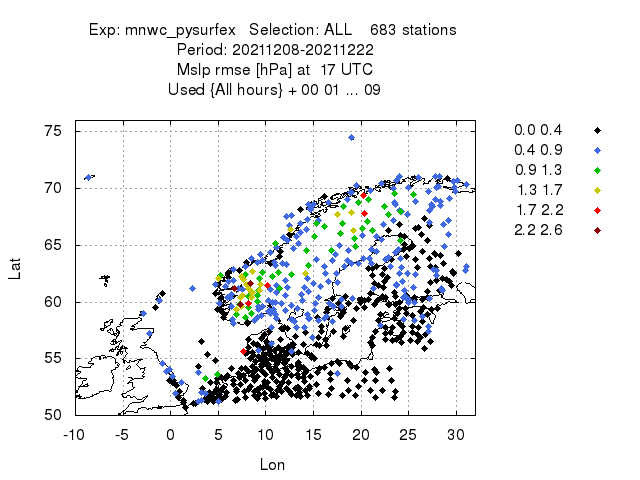 Exp: mnwc_pysurfex   Selection: ALL    683 stations
Period: 20211208-20211222
Mslp rmse [hPa] at  17 UTC
Used {All hours} + 00 01 ... 09
75
70
65
60
55
50
Lat
-10 -5 0 5 10 15 20 25 30
Lon
0.0 0.4
0.4 0.9
0.9 1.3
1.3 1.7
1.7 2.2
2.2 2.6